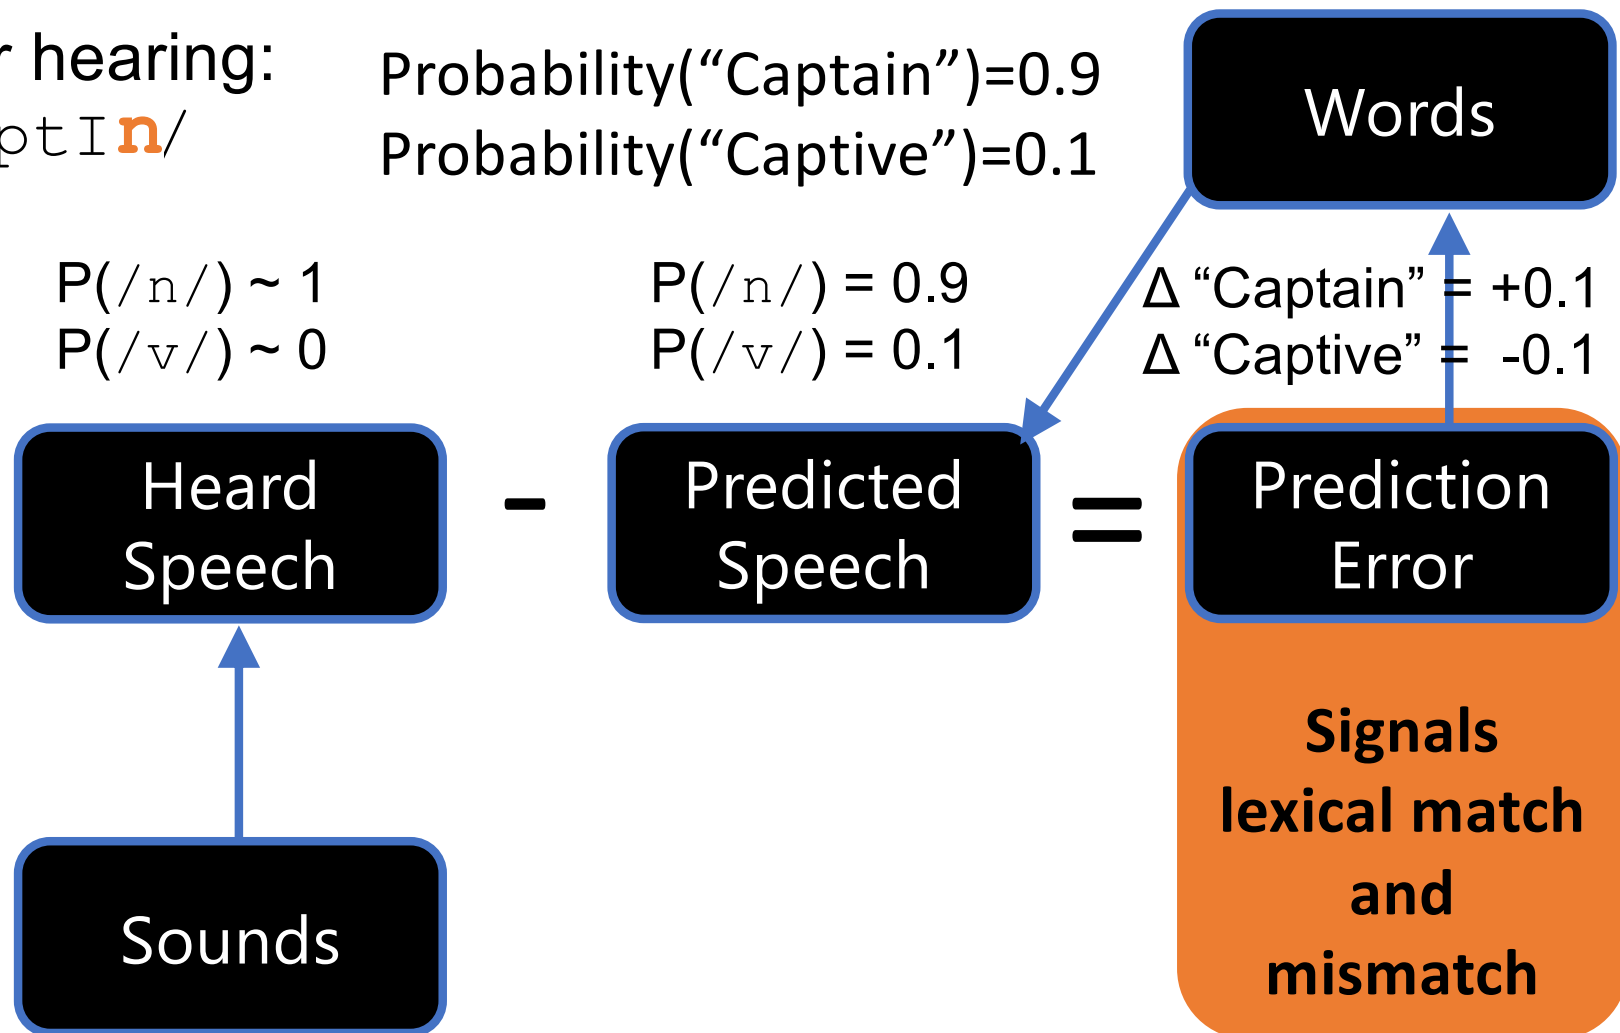 r hearing:
ptIn/
Probability(“Captain”)=0.9
Probability(“Captive”)=0.1
Words
P(/n/) ~ 1
P(/v/) ~ 0
P(/n/) = 0.9
P(/v/) = 0.1
Δ “Captain” = +0.1
Δ “Captive” = -0.1
Heard
Speech
-
Predicted
Speech
=
Prediction
Error
Signals
lexical match
and
mismatch
Sounds